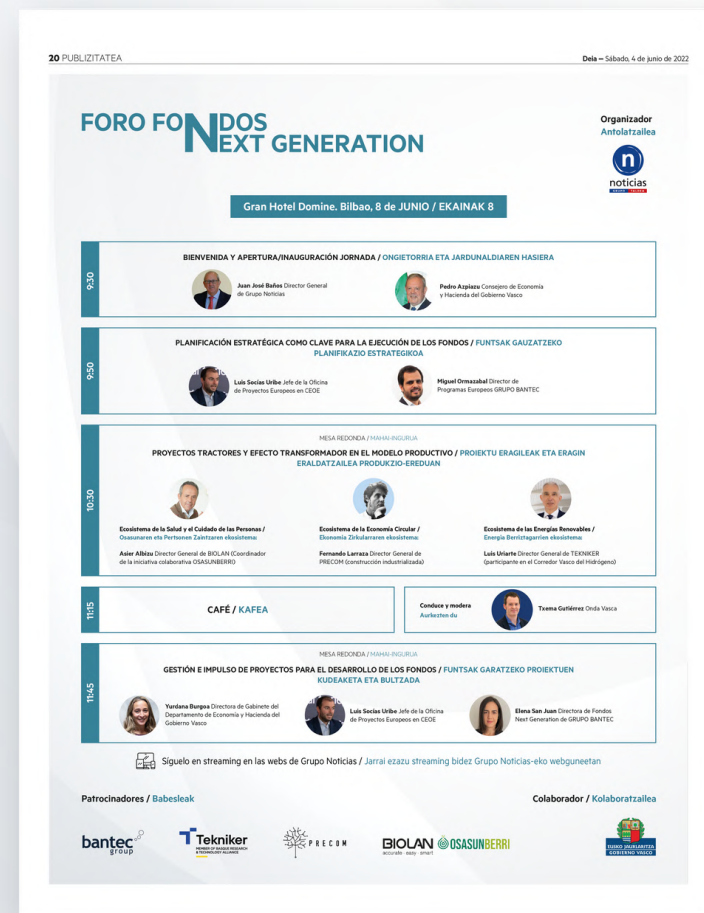 20 PUBLIZITATEA
Deia — Sábado, 4 de junio de 2022
FORO FONDOS
NEXT GENERATION
Organizador
Antolatzailea
n
noticias
Gran Hotel Domine. Bilbao, 8 de JUNIO / EKAINAK 8
9:30
BIENVENIDA Y APERTURA/INAUGURACIÓN JORNADA / ONGIETORRIA ETA JARDUNALDIAREN HASIERA
Juan José Baños Director General
de Grupo Noticias
Pedro Azpiazu Consejero de Economía
y Hacienda del Gobierno Vasco
9:50
PLANIFICACIÓN ESTRATÉGICA COMO CLAVE PARA LA EJECUCIÓN DE LOS FONDOS / FUNTSAK GAUZATZEKO
PLANIFIKAZIO ESTRATEGIKOA
Luis Socías Uribe Jefe de la Oficina
de Proyectos Europeos en CEOE
Miguel Ormazabal Director de
Programas Europeos GRUPO BANTEC
10:30
MESA REDONDA / MAHAI-INGURUA
PROYECTOS TRACTORES Y EFECTO TRANSFORMADOR EN EL MODELO PRODUCTIVO / PROIEKTU ERAGILEAK ETA ERAGIN
ERALDATZAILEA PRODUKZIO-EREDUAN
Ecosistema de la Salud y el Cuidado de las Personas /
Osasunaren eta Pertsonen Zaintzaren ekosistema:
Asier Albizu Director General de BIOLAN (Coordinador
de la iniciativa colaborativa OSASUNBERRI)
Ecosistema de la Economía Circular /
Ekonomia Zirkularraren ekosistema:
Fernando Larraza Director General de
PRECOM (construcción industrializada)
Ecosistema de las Energías Renovables /
Energia Berriztagarrien ekosistema:
Luis Uriarte Director General de TEKNIKER
(participante en el Corredor Vasco del Hidrógeno)
11:15
CAFÉ / KAFEA
Conduce y modera
Aurkezten du
Txema Gutiérrez Onda Vasca
11:45
MESA REDONDA / MAHAI-INGURUA
GESTIÓN E IMPULSO DE PROYECTOS PARA EL DESARROLLO DE LOS FONDOS / FUNTSAK GARATZEKO PROIEKTUEN
KUDEAKETA ETA BULTZADA
Yurdana Burgoa Directora de Gabinete del
Departamento de Economía y Hacienda del
Gobierno Vasco
Luis Socías Uribe Jefe de la Oficina
de Proyectos Europeos en CEOE
Elena San Juan Directora de Fondos
Next Generation de GRUPO BANTEC
Síguelo en streaming en las webs de Grupo Noticias / Jarrai ezazu streaming bidez Grupo Noticias-eko webguneetan
Patrocinadores / Babesleak
Colaborador / Kolaboratzailea
bantec
group
Tekniker
MEMBER OF BASQUE RESEARCH
& TECHNOLOGY ALLIANCE
PRECOM
BIOLAN
accurate · easy · smart
OSASUNBERRI
EUSKO JAURLARITZA
GOBIERNO VASCO